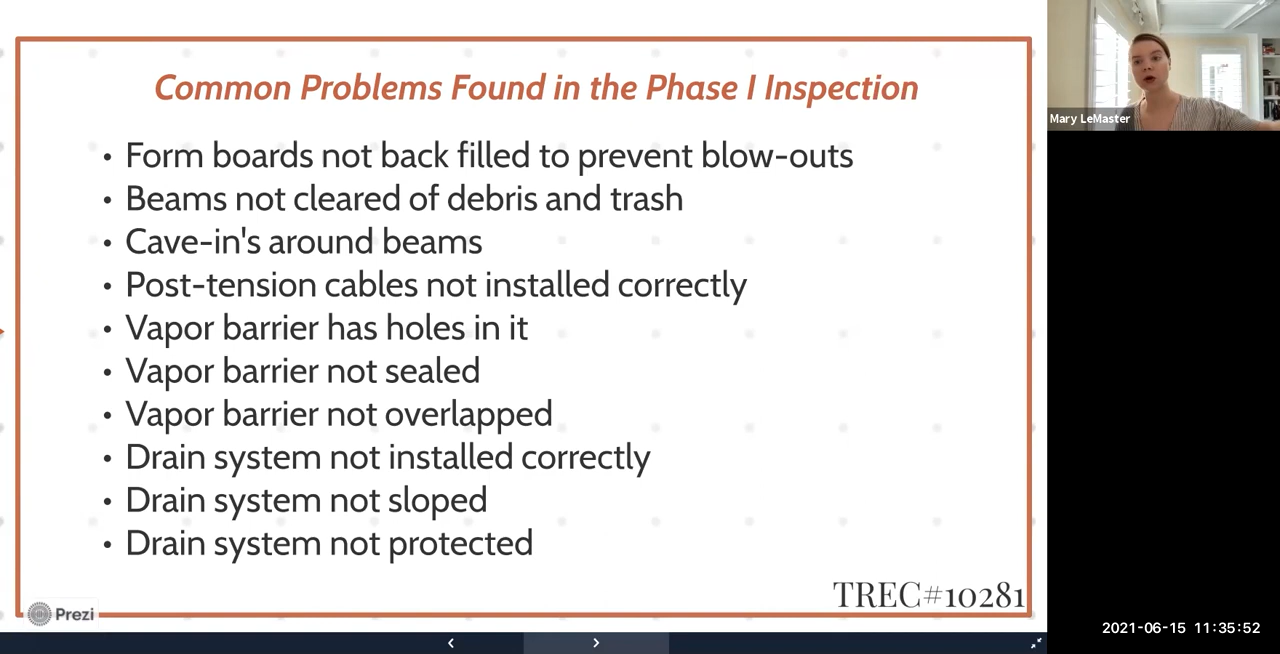 Common Problems Found in the Phase I Inspection
• Form boards not back filled to prevent blow-outs
• Beams not cleared of debris and trash
• Cave-in's around beams
• Post-tension cables not installed correctly
• Vapor barrier has holes in it
• Vapor barrier not sealed
• Vapor barrier not overlapped
• Drain system not installed correctly
• Drain system not sloped
• Drain system not protected
TREC#10281
Prezi
Mary LeMaster
2021-06-15 11:35:52